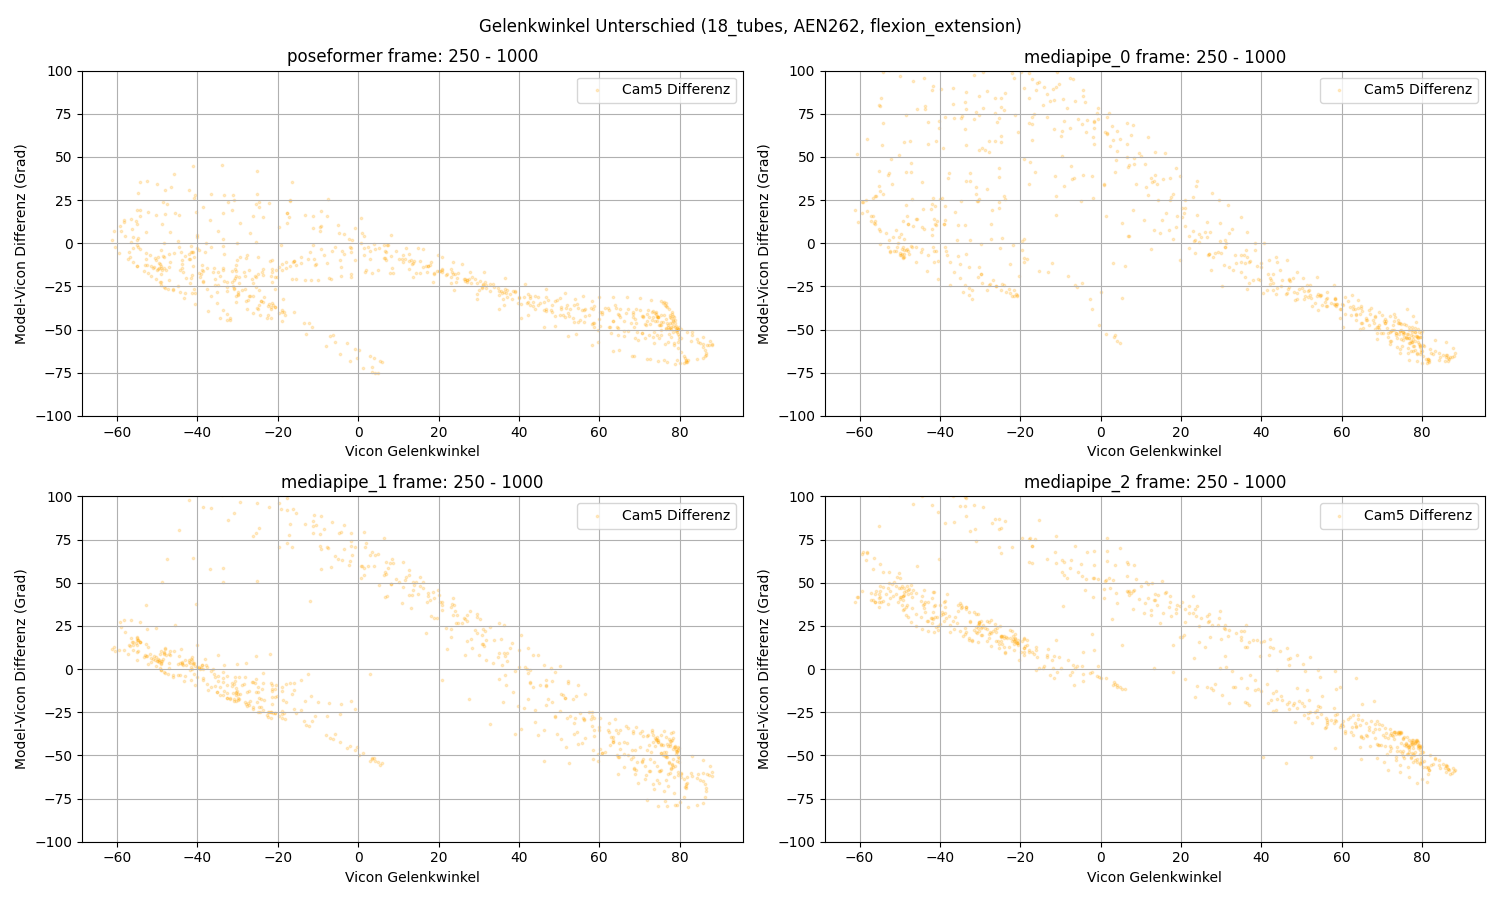 Gelenkwinkel Unterschied (18_tubes, AEN262, flexion_extension)
poseformer frame: 250 - 1000
Cam5 Differenz
Model-Vicon Differenz (Grad)
100
75
50
25
0
−25
−50
−75
−100
−60 −40 −20 0 20 40 60 80
Vicon Gelenkwinkel
mediapipe_0 frame: 250 - 1000
Cam5 Differenz
Model-Vicon Differenz (Grad)
100
75
50
25
0
−25
−50
−75
−100
−60 −40 −20 0 20 40 60 80
Vicon Gelenkwinkel
mediapipe_1 frame: 250 - 1000
Cam5 Differenz
Model-Vicon Differenz (Grad)
100
75
50
25
0
−25
−50
−75
−100
−60 −40 −20 0 20 40 60 80
Vicon Gelenkwinkel
mediapipe_2 frame: 250 - 1000
Cam5 Differenz
Model-Vicon Differenz (Grad)
100
75
50
25
0
−25
−50
−75
−100
−60 −40 −20 0 20 40 60 80
Vicon Gelenkwinkel